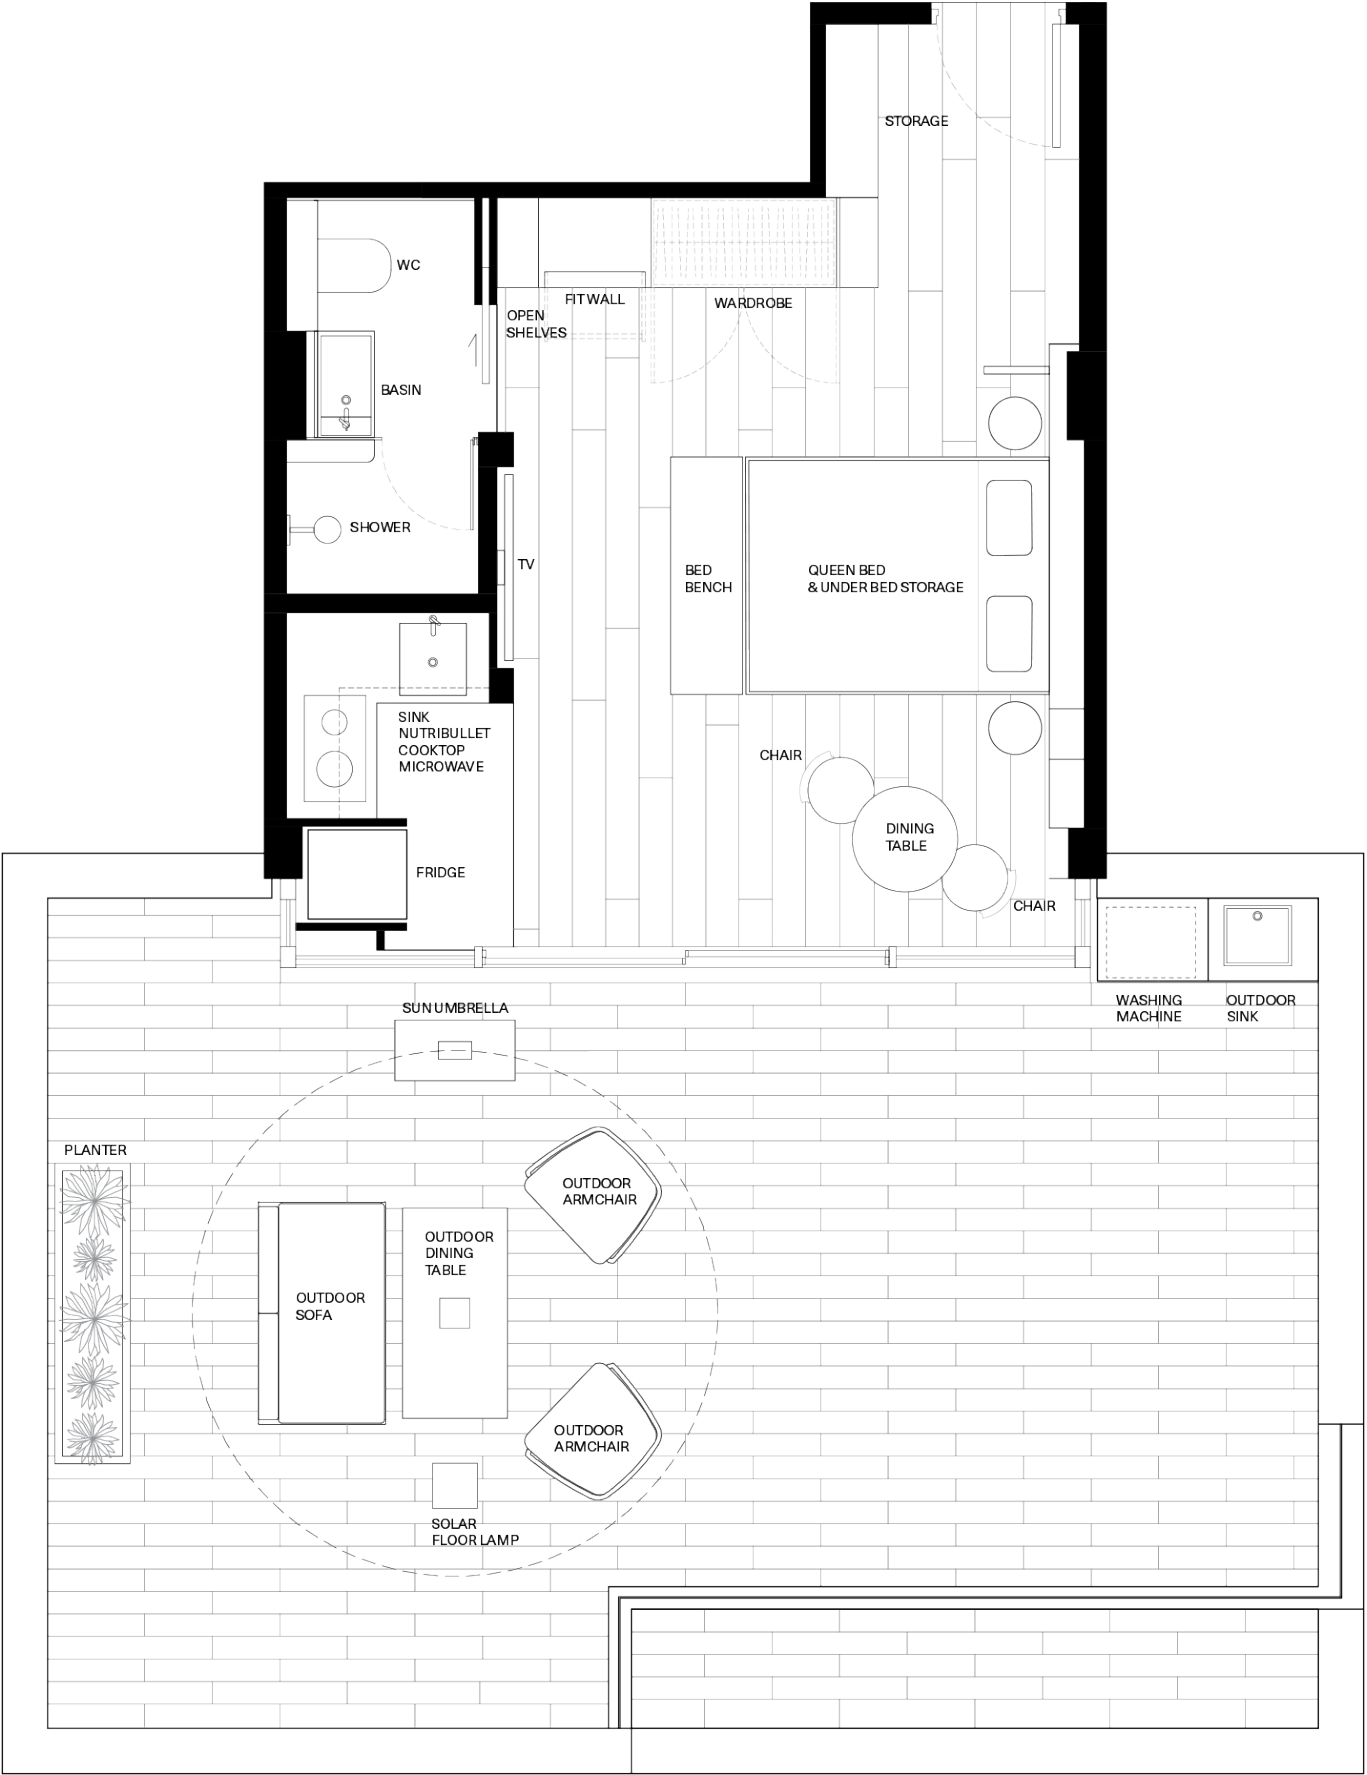 STORAGE
WC
FIT WALL
WARDROBE
OPEN
SHELVES
BASIN
SHOWER
TV
BED
BENCH
QUEEN BED
& UNDER BED STORAGE
SINK
NUTRIBULLET
COOKTOP
MICROWAVE
CHAIR
DINING
TABLE
FRIDGE
CHAIR
WASHING
MACHINE
OUTDOOR
SINK
SUN UMBRELLA
PLANTER
OUTDOOR
ARMCHAIR
OUTDOOR
DINING
TABLE
OUTDOOR
SOFA
OUTDOOR
ARMCHAIR
SOLAR
FLOOR LAMP